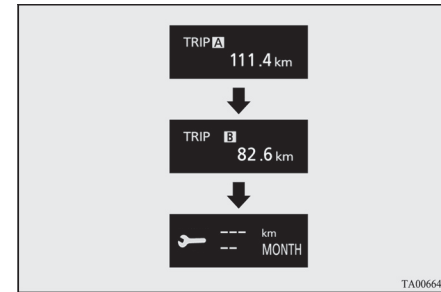 TRIP A
111.4 km
TRIP B
82.6 km
--- km
-- MONTH
TA00664